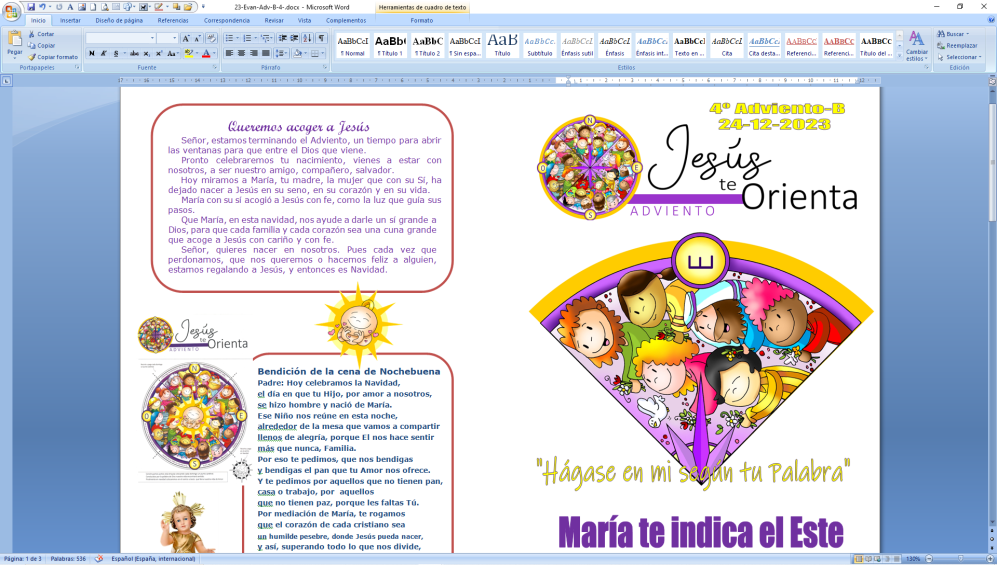 23-Evan-Adv-B-4-.docx - Microsoft Word
Herramientas de cuadro de texto
Inicio Insertar Diseño de página Referencias Correspondencia Revisar Vista Complementos Formato
Pegar
Cortar
Copiar
Copiar formato
Portapapeles
Fuente
Párrafo
¶ Normal ¶ Título 1 ¶ Título 2 ¶ Sin espa... Título Subtítulo Énfasis sutil Énfasis Énfasis int... Texto en ... Cita Cita desta... Referenci... Referenci... Título del ...
Estilos
Cambiar estilos
Buscar
Reemplazar
Seleccionar
Edición
Queremos acoger a Jesús
Señor, estamos terminando el Adviento, un tiempo para abrir
las ventanas para que entre el Dios que viene.
Pronto celebraremos tu nacimiento, vienes a estar con
nosotros, a ser nuestro amigo, compañero, salvador.
Hoy miramos a María, tu madre, la mujer que con su Sí, ha
dejado nacer a Jesús en su seno, en su corazón y en su vida.
María con su sí acogió a Jesús con fe, como la luz que guía sus
pasos.
Que María, en esta navidad, nos ayude a darle un sí grande a
Dios, para que cada familia y cada corazón sea una cuna grande
que acoge a Jesús con cariño y con fe.
Señor, quieres nacer en nosotros. Pues cada vez que
perdonamos, que nos queremos o hacemos feliz a alguien,
estamos regalando a Jesús, y entonces es Navidad.
Jesús
te
Orienta
ADVIENTO
N
O
E
S
Bendición de la cena de Nochebuena
Padre: Hoy celebramos la Navidad,
el día en que tu Hijo, por amor a nosotros,
se hizo hombre y nació de María.
Ese Niño nos reúne en esta noche,
alrededor de la mesa que vamos a compartir
llenos de alegría, porque El nos hace sentir
más que nunca, Familia.
Por eso te pedimos, que nos bendigas
y bendigas el pan que tu Amor nos ofrece.
Y te pedimos por aquellos que no tienen pan,
casa o trabajo, por aquellos
que no tienen paz, porque les faltas Tú.
Por mediación de María, te rogamos
que el corazón de cada cristiano sea
un humilde pesebre, donde Jesús pueda nacer,
y así, superando todo lo que nos divide,
4º Adviento-B
24-12-2023
N
O
E
S
Jesús
te
Orienta
ADVIENTO
E
"Hágase en mi según tu Palabra"
María te indica el Este
Página: 1 de 3 Palabras: 536 Español (España, internacional) 130%